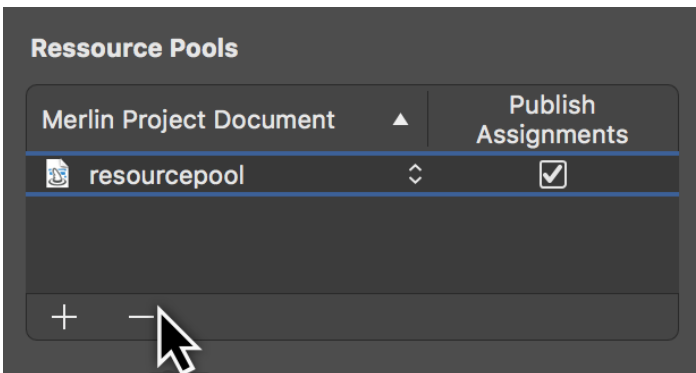 Ressource Pools
Merlin Project Document ▲
Publish
Assignments
resourcepool